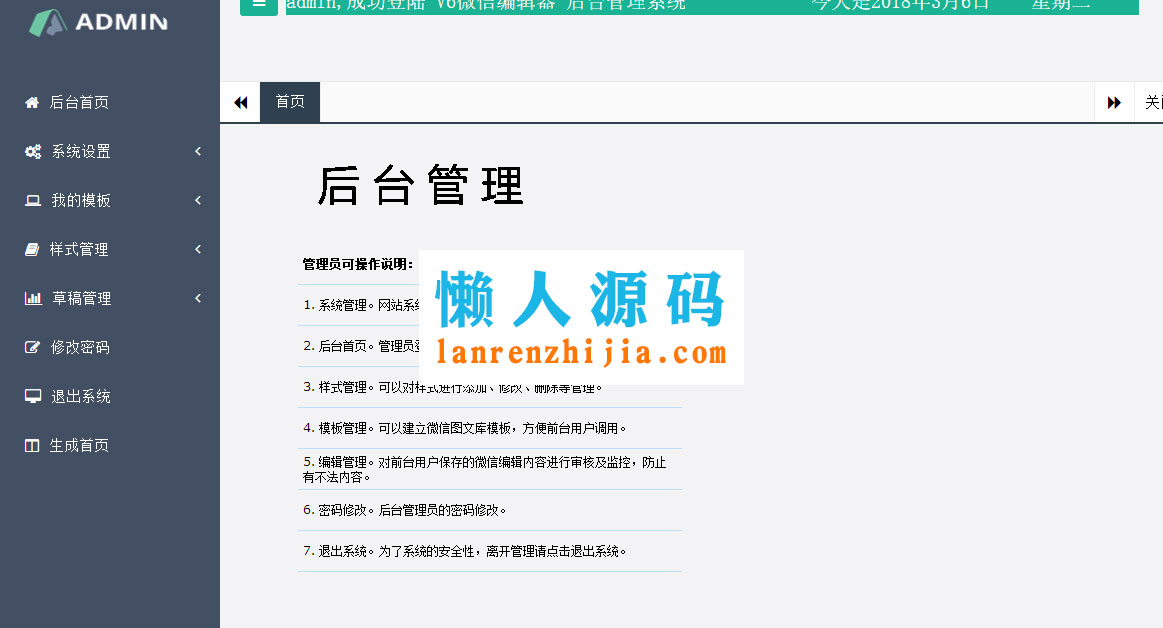 ADMIN
admin,成功登陆 V6微信编辑器 后台管理系统 今天是2018年3月6日 星期二
后台首页
系统设置
我的模板
样式管理
草稿管理
修改密码
退出系统
生成首页
首页
后台管理
管理员可操作说明:
1. 系统管理。网站系
2. 后台首页。管理员
3. 样式管理。可以对样式进行添加、修改、删除等管理。
4. 模板管理。可以建立微信图文库模板,方便前台用户调用。
5. 编辑管理。对前台用户保存的微信编辑内容进行审核及监控,防止
有不法内容。
6. 密码修改。后台管理员的密码修改。
7. 退出系统。为了系统的安全性,离开管理请点击退出系统。
懒人源码
lanrenzhijia.com